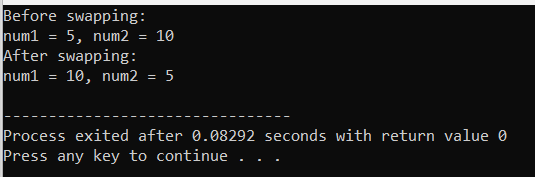 Before swapping:
num1 = 5, num2 = 10
After swapping:
num1 = 10, num2 = 5
--------------------------------
Process exited after 0.08292 seconds with return value 0
Press any key to continue . . .